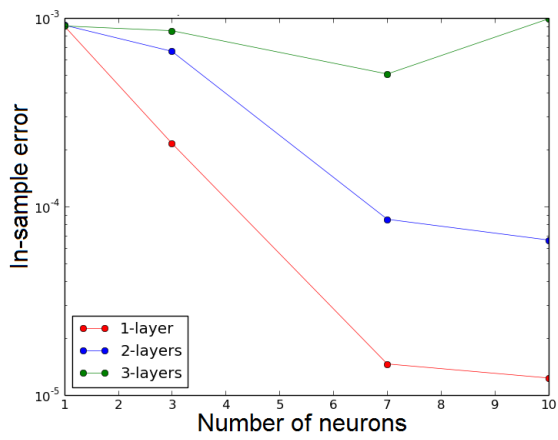 10^-3
10^-4
10^-5
In-sample error
1-layer
2-layers
3-layers
1 2 3 4 5 6 7 8 9 10
Number of neurons